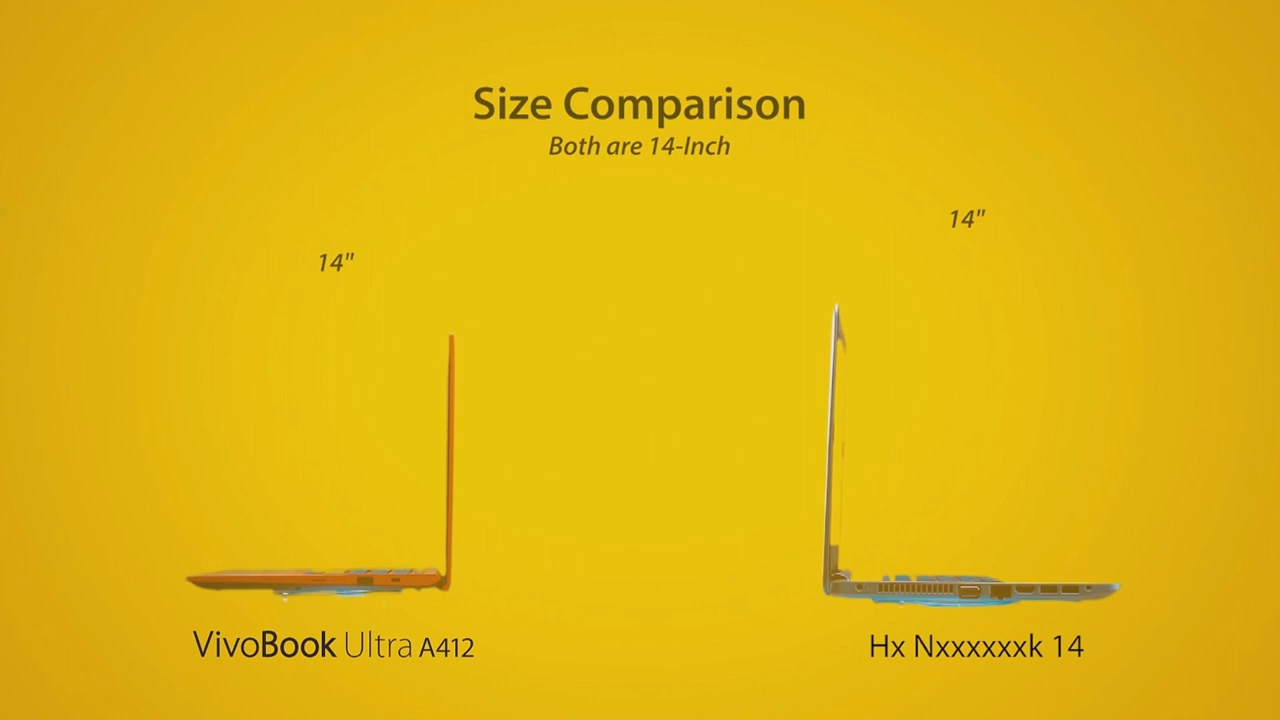 Size Comparison
Both are 14-Inch
14"
14"
VivoBook Ultra A412
Hx Nxxxxxxk 14